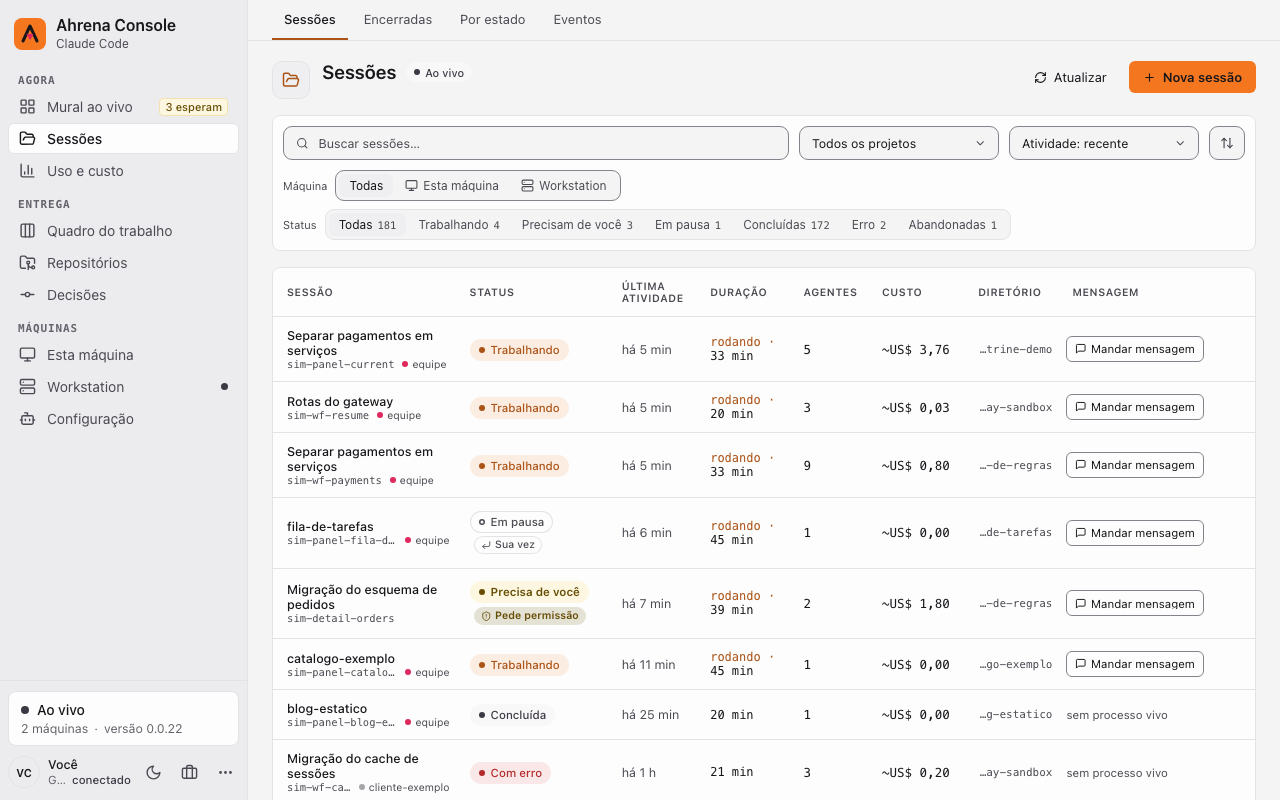 Ahrena Console
Claude Code
AGORA
Mural ao vivo 3 esperam
Sessões
Uso e custo
ENTREGA
Quadro do trabalho
Repositórios
Decisões
MÁQUINAS
Esta máquina
Workstation
Configuração
Ao vivo
2 máquinas · versão 0.0.22
VC Você
G… conectado
Sessões Encerradas Por estado Eventos
Sessões Ao vivo Atualizar + Nova sessão
Buscar sessões… Todos os projetos Atividade: recente
Máquina Todas Esta máquina Workstation
Status Todas 181 Trabalhando 4 Precisam de você 3 Em pausa 1 Concluídas 172 Erro 2 Abandonadas 1
SESSÃO STATUS ÚLTIMA ATIVIDADE DURAÇÃO AGENTES CUSTO DIRETÓRIO MENSAGEM
Separar pagamentos em serviços
sim-panel-current equipe Trabalhando há 5 min rodando · 33 min 5 ~US$ 3,76 …trine-demo Mandar mensagem
Rotas do gateway
sim-wf-resume equipe Trabalhando há 5 min rodando · 20 min 3 ~US$ 0,03 …ay-sandbox Mandar mensagem
Separar pagamentos em serviços
sim-wf-payments equipe Trabalhando há 5 min rodando · 33 min 9 ~US$ 0,80 …-de-regras Mandar mensagem
fila-de-tarefas
sim-panel-fila-d… equipe Em pausa Sua vez há 6 min rodando · 45 min 1 ~US$ 0,00 …de-tarefas Mandar mensagem
Migração do esquema de pedidos
sim-detail-orders Precisa de você Pede permissão há 7 min rodando · 39 min 2 ~US$ 1,80 …-de-regras Mandar mensagem
catalogo-exemplo
sim-panel-catalo… equipe Trabalhando há 11 min rodando · 45 min 1 ~US$ 0,00 …go-exemplo Mandar mensagem
blog-estatico
sim-panel-blog-e… equipe Concluída há 25 min 20 min 1 ~US$ 0,00 …g-estatico sem processo vivo
Migração do cache de sessões
sim-wf-ca… cliente-exemplo Com erro há 1 h 21 min 3 ~US$ 0,20 …ay-sandbox sem processo vivo